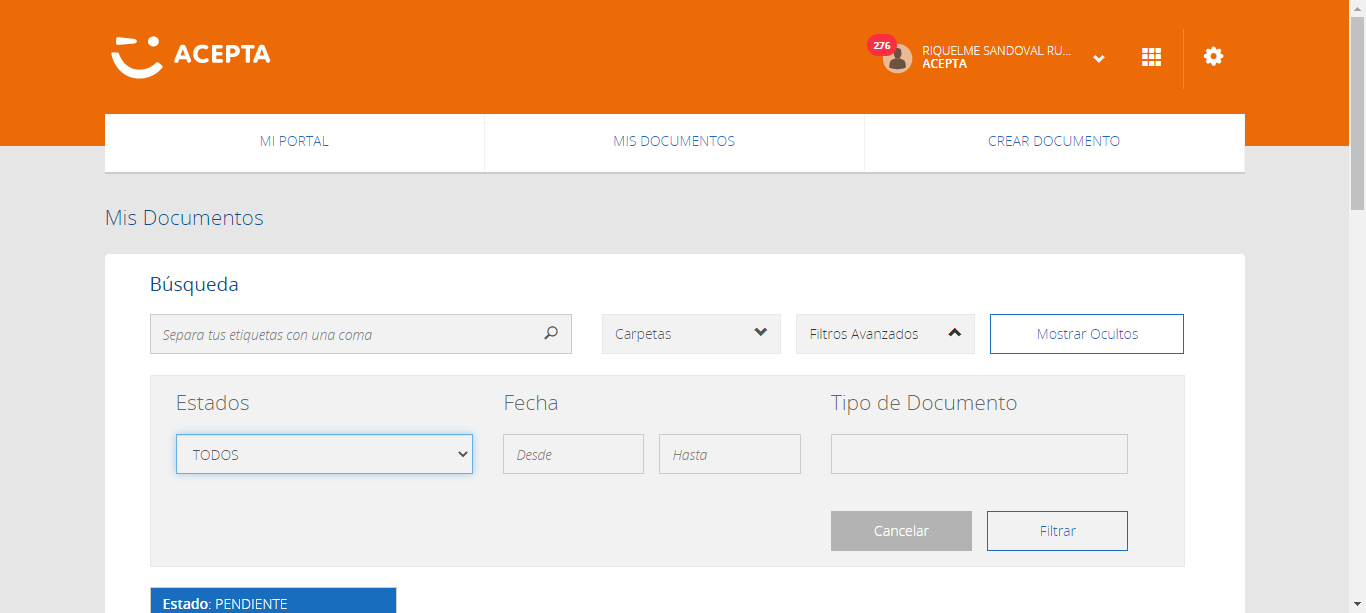 ACEPTA
276
RIQUELME SANDOVAL RU...
ACEPTA
MI PORTAL
MIS DOCUMENTOS
CREAR DOCUMENTO
Mis Documentos
Búsqueda
Separa tus etiquetas con una coma
Carpetas
Filtros Avanzados
Mostrar Ocultos
Estados
Fecha
Tipo de Documento
TODOS
Desde
Hasta
Cancelar
Filtrar
Estado: PENDIENTE